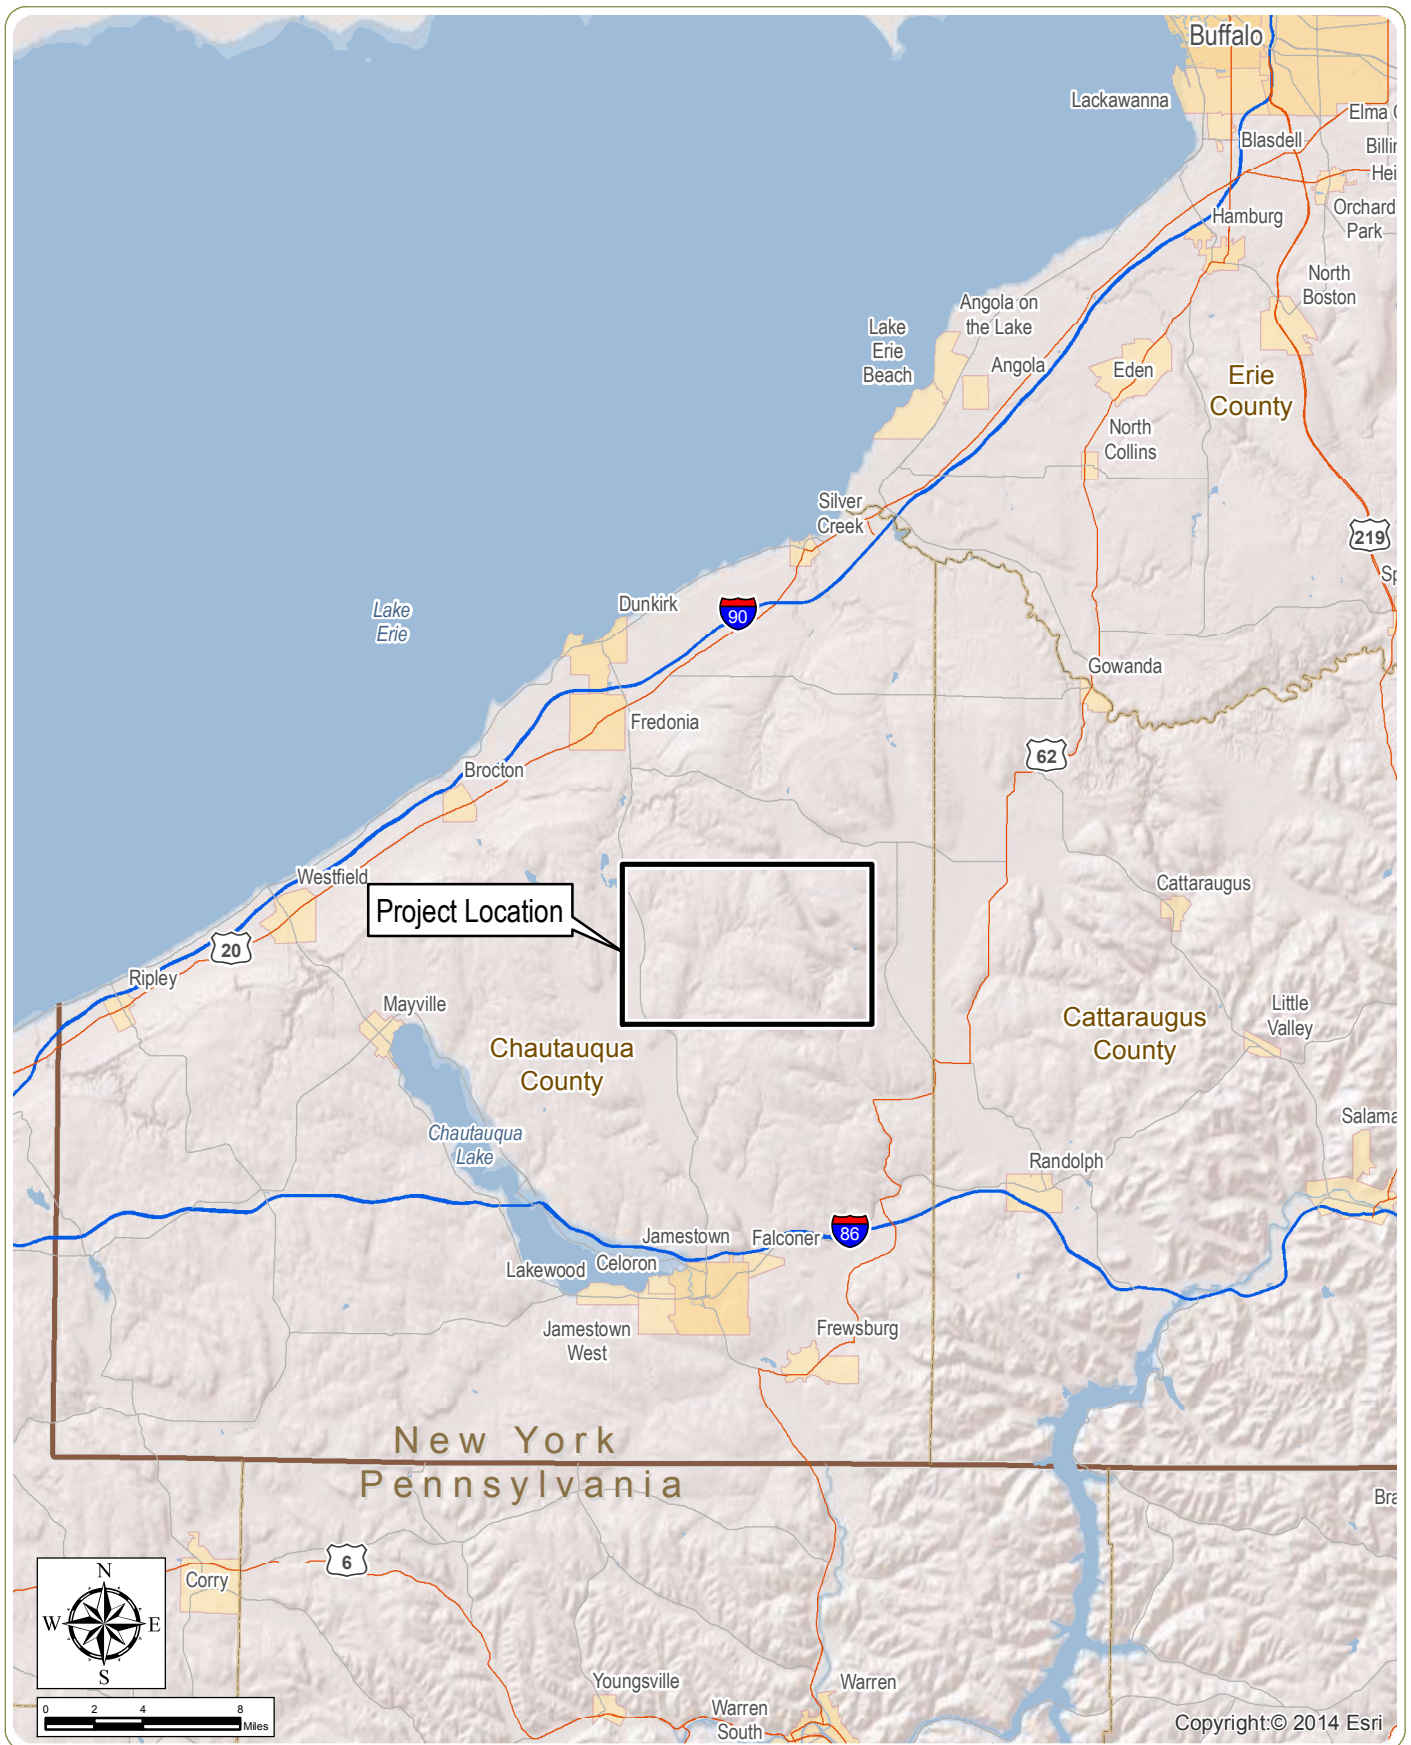 Buffalo
Lackawanna
Elma
Blasdell
Hamburg
Orchard
Park
North
Boston
Angola on
the Lake
Lake
Erie
Beach
Angola
Eden
Erie
County
North
Collins
Silver
Creek
219
Lake
Erie
Dunkirk
90
Gowanda
Fredonia
62
Brocton
Westfield
Cattaraugus
Project Location
20
Ripley
Mayville
Little
Valley
Cattaraugus
County
Chautauqua
County
Chautauqua
Lake
Salama
Randolph
Jamestown
Falconer
86
Lakewood
Celoron
Jamestown
West
Frewsburg
New York
Pennsylvania
Bra
6
Corry
N
W E
S
Youngsville
Warren
Warren
South
0 2 4 8
Miles
Copyright:© 2014 Esri